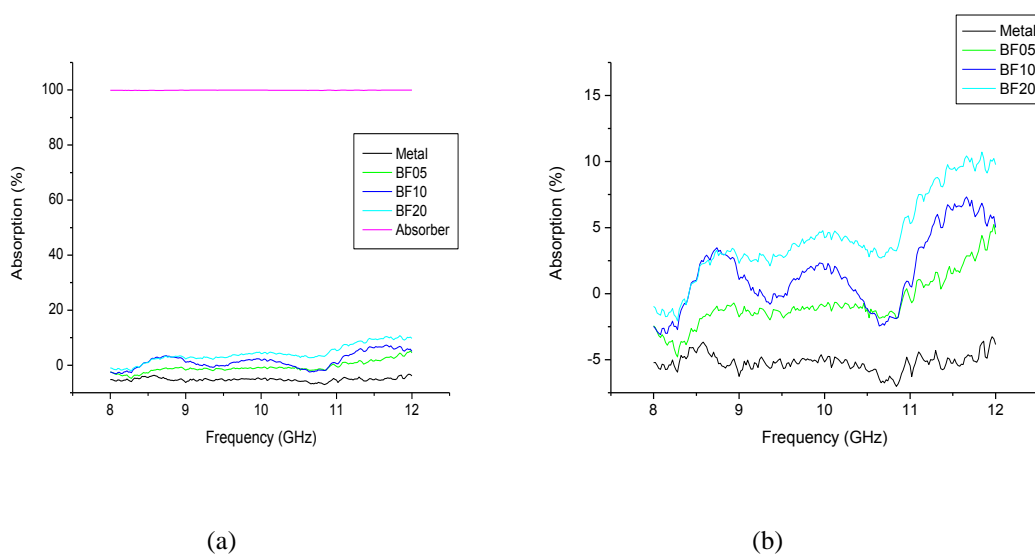 Metal
BF05
BF10
BF20
Absorber
100
80
60
40
20
0
Absorption (%)
8
9
10
11
12
Frequency (GHz)
(a)
Metal
BF05
BF10
BF20
15
10
5
0
-5
Absorption (%)
8
9
10
11
12
Frequency (GHz)
(b)